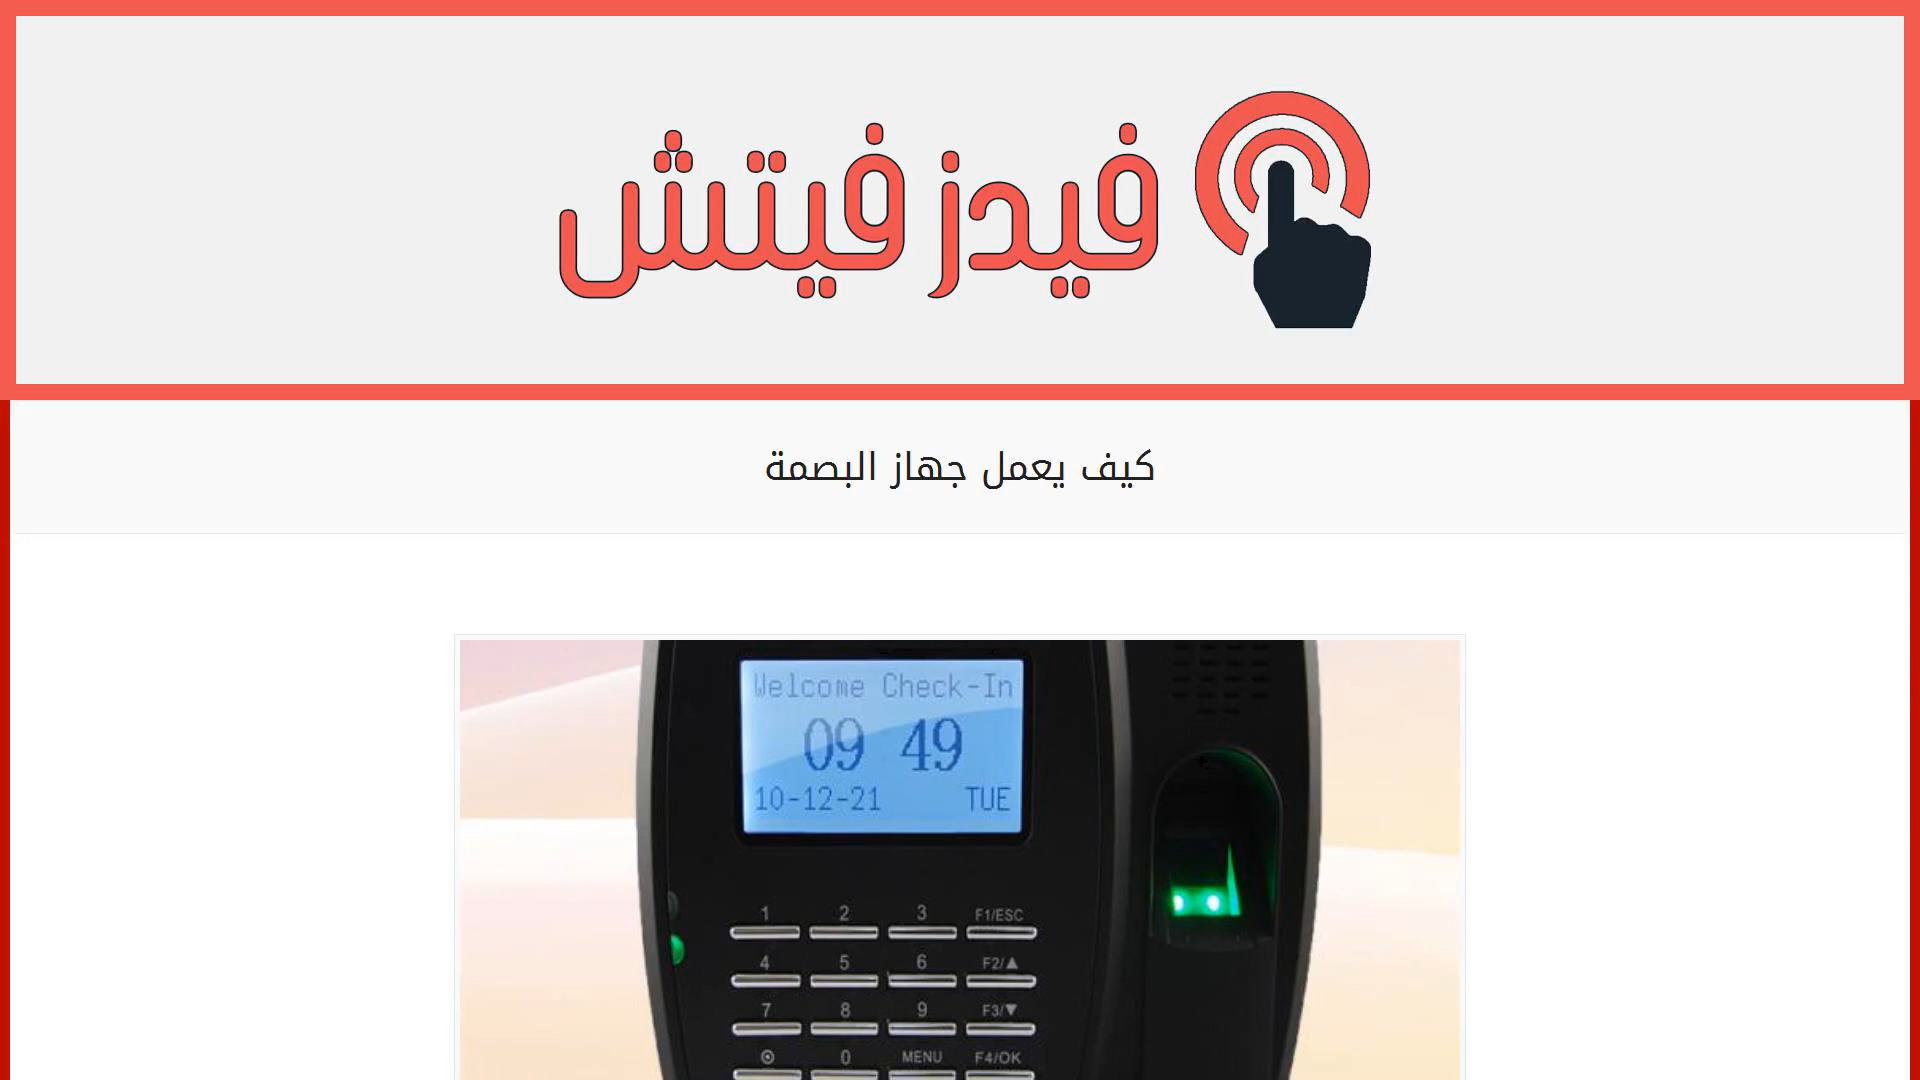 فيدز فيتش
كيف يعمل جهاز البصمة
Welcome Check-In
09 49
10-12-21 TUE
1 2 3 F1/ESC
4 5 6 F2/▲
7 8 9 F3/▼
0 MENU F4/OK